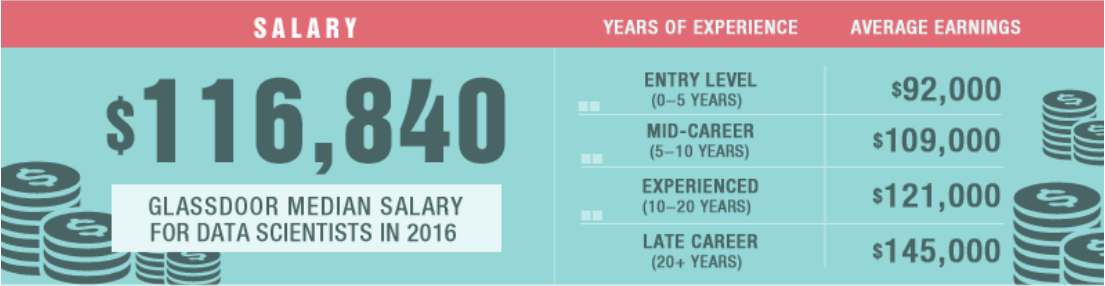 SALARY
$116,840
GLASSDOOR MEDIAN SALARY
FOR DATA SCIENTISTS IN 2016
YEARS OF EXPERIENCE AVERAGE EARNINGS
ENTRY LEVEL
(0–5 YEARS)
$92,000
MID-CAREER
(5–10 YEARS)
$109,000
EXPERIENCED
(10–20 YEARS)
$121,000
LATE CAREER
(20+ YEARS)
$145,000